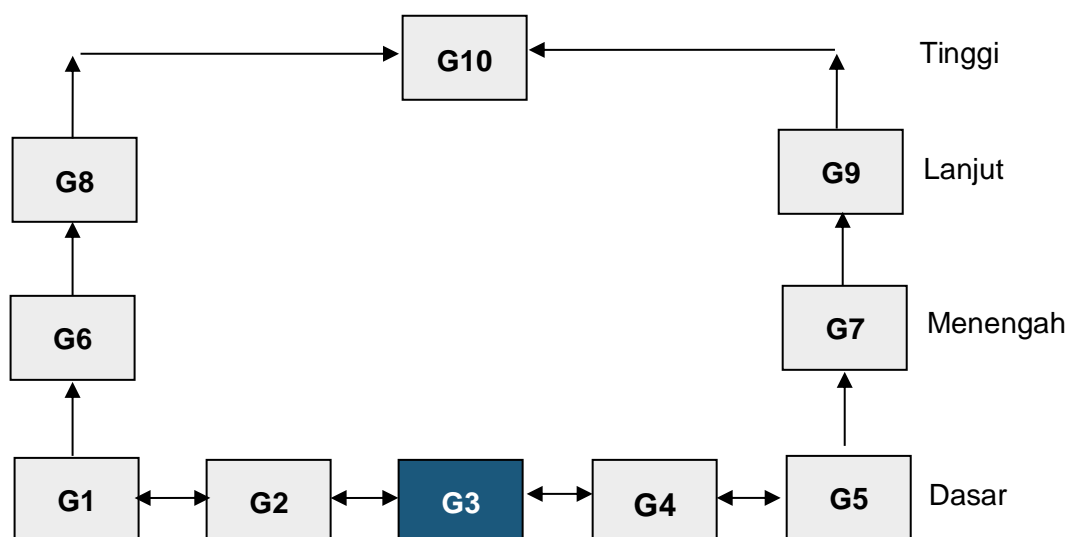 G10
Tinggi
G8
G9
Lanjut
G6
G7
Menengah
G1
G2
G3
G4
G5
Dasar